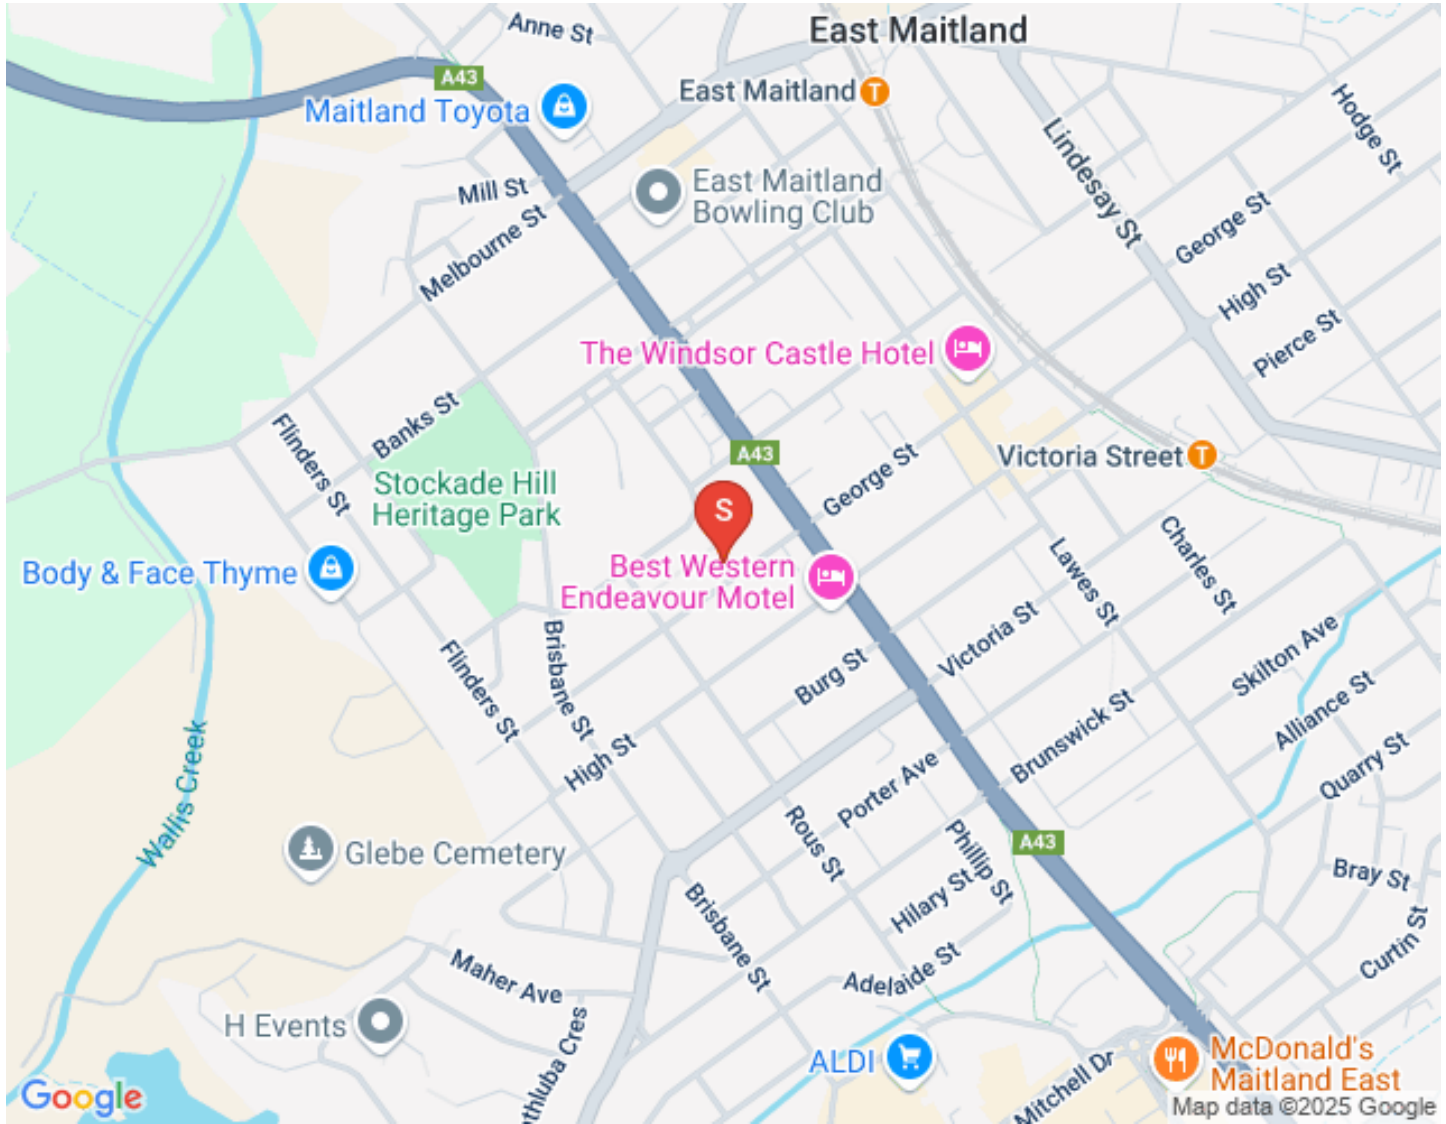 Anne St
East Maitland
A43
East Maitland
T
Maitland Toyota
Hodge St
Lindesay St
Mill St
East Maitland
Bowling Club
Melbourne St
George St
High St
Pierce St
The Windsor Castle Hotel
Banks St
Flinders St
A43
Victoria Street
T
George St
Stockade Hill
Heritage Park
S
Charles St
Lawes St
Body & Face Thyme
Best Western
Endeavour Motel
Brisbane St
Victoria St
Skilton Ave
Flinders St
Burg St
Alliance St
Brunswick St
High St
Quarry St
Wallis Creek
Porter Ave
Rous St
Phillip St
A43
Glebe Cemetery
Bray St
Hilary St
Brisbane St
Curtin St
Maher Ave
Adelaide St
H Events
athluba Cres
ALDI
Mitchell Dr
McDonald's
Maitland East
Google
Map data ©2025 Google